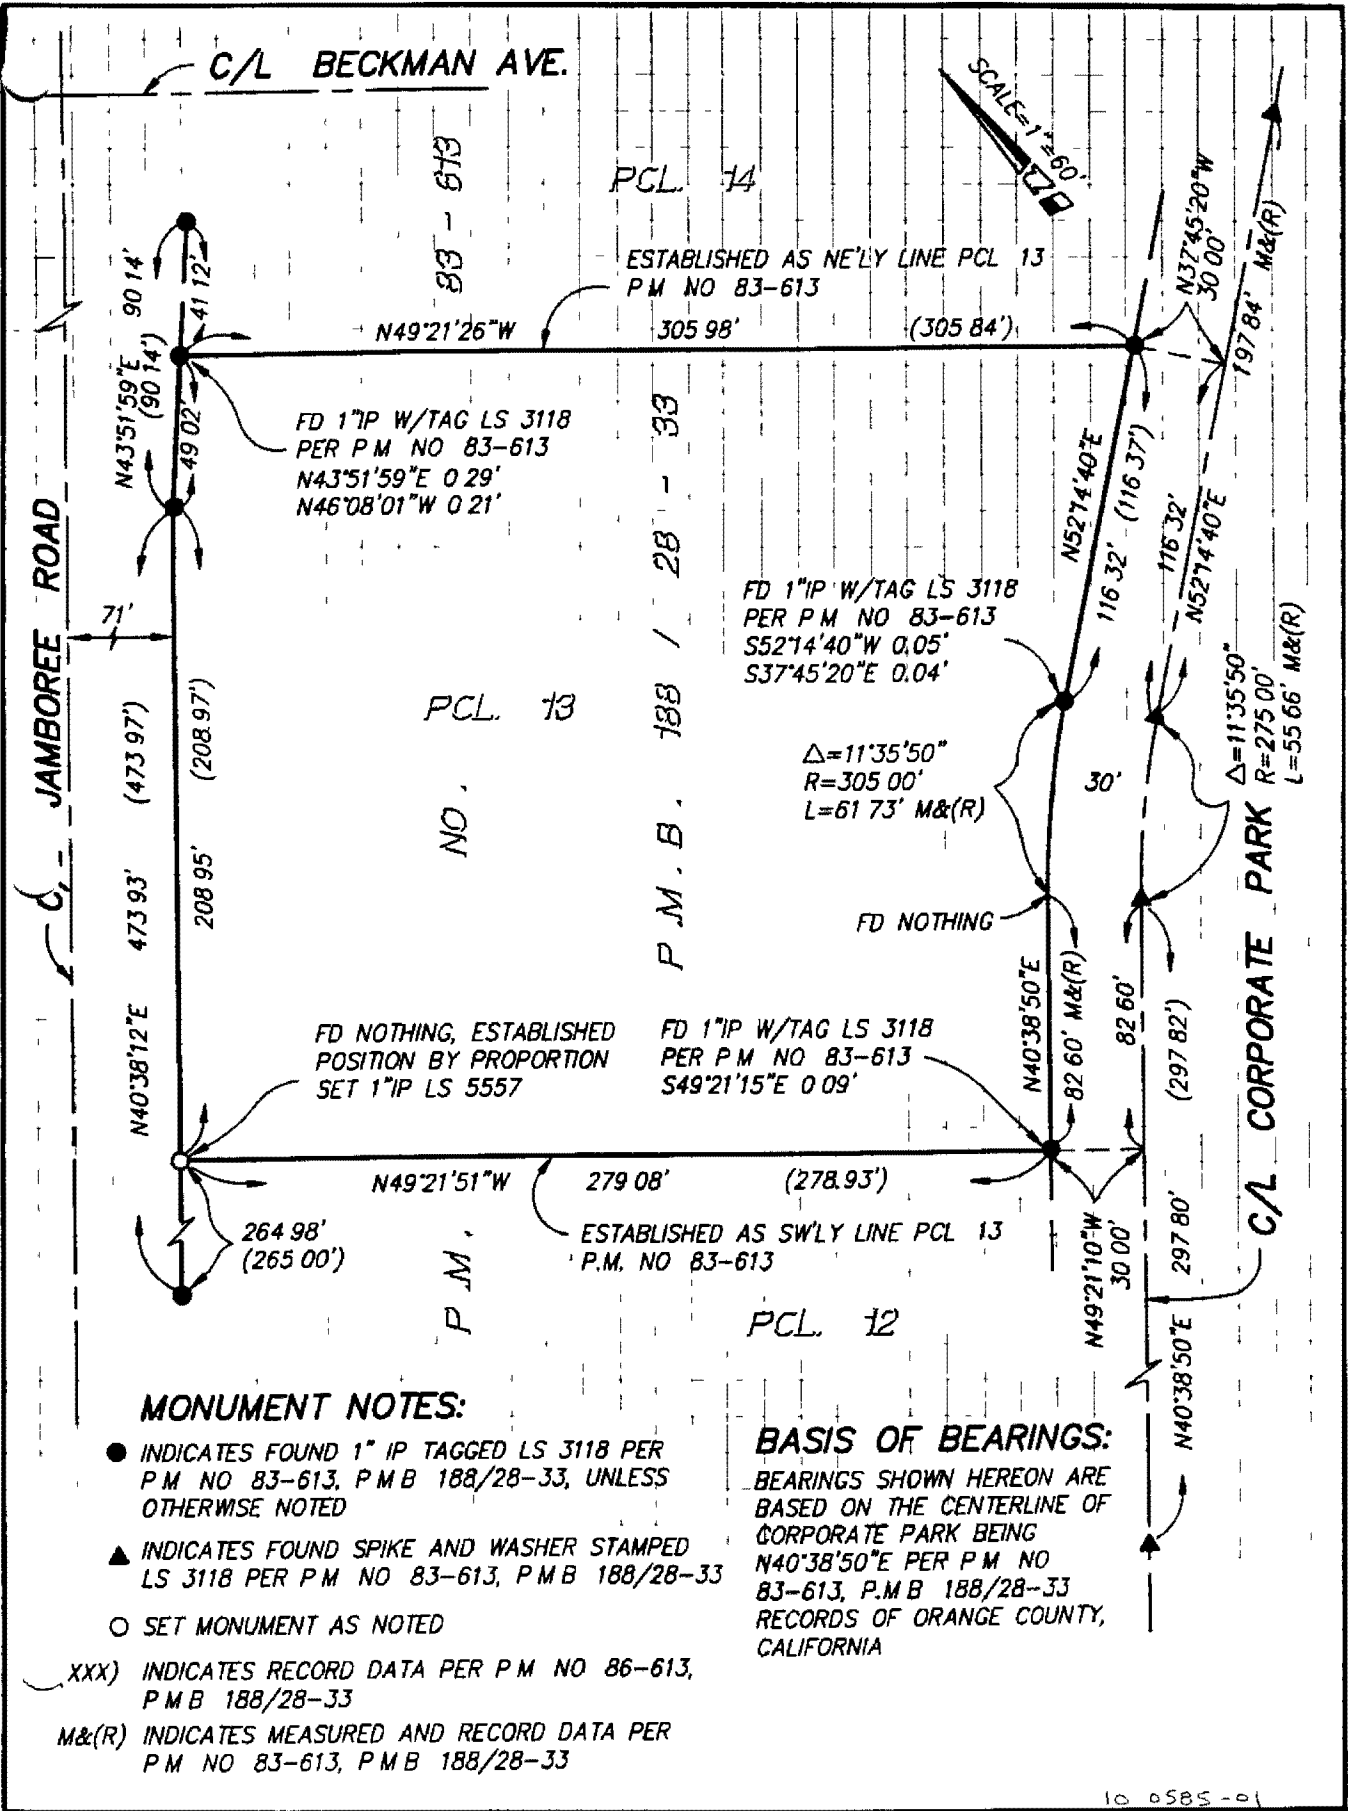 C/L BECKMAN AVE.
SCALE=1"=60'
83 - 613
PCL. 14
N37°45'20"W
30 00'
197 84' M&(R)
ESTABLISHED AS NE'LY LINE PCL 13
P M NO 83-613
90 14'
41 12'
N49°21'26"W 305 98' (305 84')
N43°51'59"E
(90 14')
49 02'
FD 1"IP W/TAG LS 3118
PER P M NO 83-613
N43°51'59"E 0 29'
N46°08'01"W 0 21'
N52°14'40"E
116 32' (116 37')
116 32'
N52°14'40"E
JAMBOREE ROAD
71'
P.M.B. 188 / 28 - 33
FD 1"IP W/TAG LS 3118
PER P M NO 83-613
S52°14'40"W 0.05'
S37°45'20"E 0.04'
PCL. 13
NO.
Δ=11°35'50"
R=305 00'
L=61 73' M&(R)
30'
Δ=11°35'50"
R=275 00'
L=55 66' M&(R)
N40°38'12"E 473 93' (473 97')
208 95' (208.97')
FD NOTHING
C/L CORPORATE PARK
N40°38'50"E
82 60' M&(R)
82 60'
(297 82')
FD NOTHING, ESTABLISHED
POSITION BY PROPORTION
SET 1"IP LS 5557
FD 1"IP W/TAG LS 3118
PER P M NO 83-613
S49°21'15"E 0 09'
N49°21'51"W 279 08' (278.93')
264 98'
(265 00')
ESTABLISHED AS SW'LY LINE PCL 13
P.M. NO 83-613
N49°21'10"W
30 00'
297 80'
N40°38'50"E
P.M.
PCL. 12
MONUMENT NOTES:
INDICATES FOUND 1" IP TAGGED LS 3118 PER
P M NO 83-613, P M B 188/28-33, UNLESS
OTHERWISE NOTED
INDICATES FOUND SPIKE AND WASHER STAMPED
LS 3118 PER P M NO 83-613, P M B 188/28-33
SET MONUMENT AS NOTED
XXX) INDICATES RECORD DATA PER P M NO 86-613,
P M B 188/28-33
M&(R) INDICATES MEASURED AND RECORD DATA PER
P M NO 83-613, P M B 188/28-33
BASIS OF BEARINGS:
BEARINGS SHOWN HEREON ARE
BASED ON THE CENTERLINE OF
CORPORATE PARK BEING
N40°38'50"E PER P M NO
83-613, P.M B 188/28-33
RECORDS OF ORANGE COUNTY,
CALIFORNIA
10 0585-01